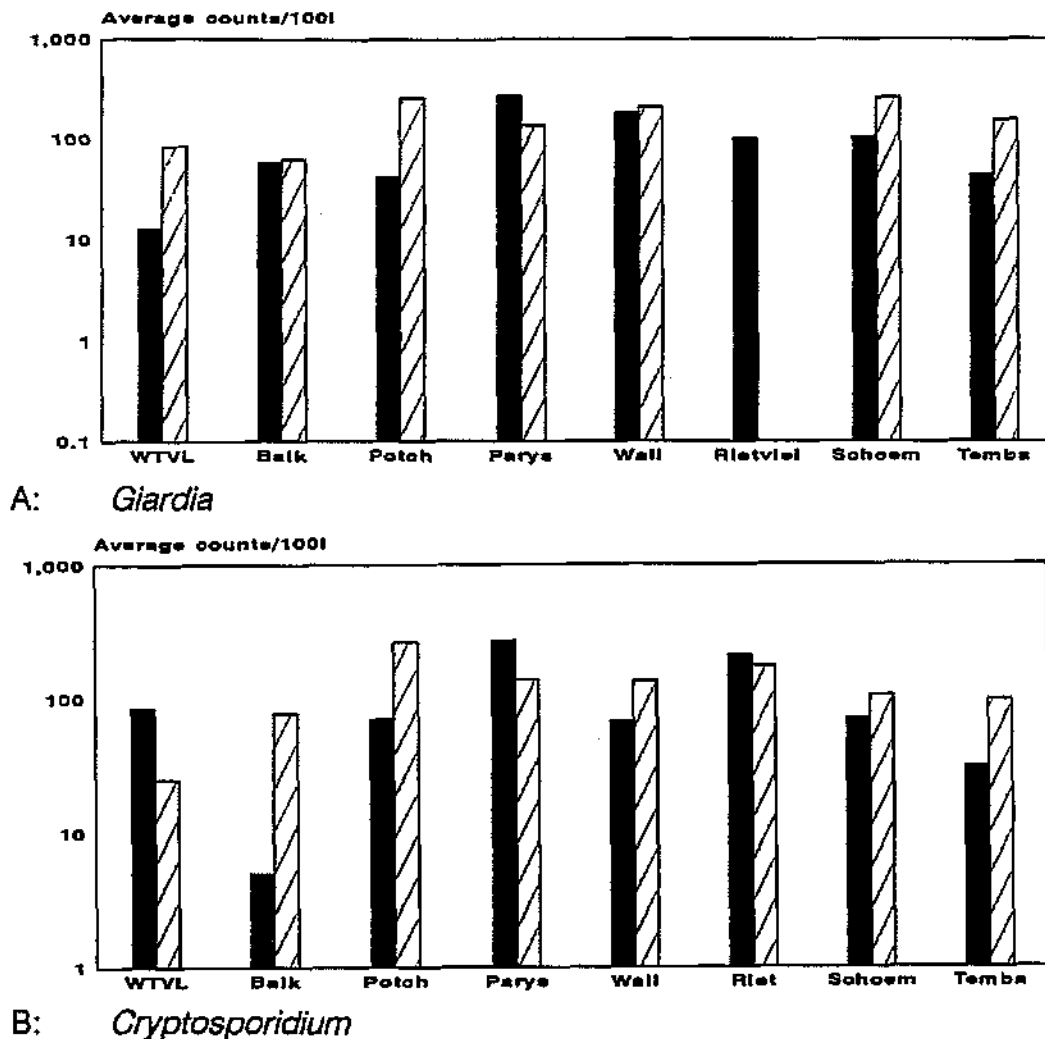 Average counts/100l
1,000
100
10
1
0.1
WTVL Balk Potch Parys Wall Rietvlei Schoem Temba
A: Giardia
Average counts/100l
1,000
100
10
1
WTVL Balk Potch Parys Wall Riet Schoem Temba
B: Cryptosporidium